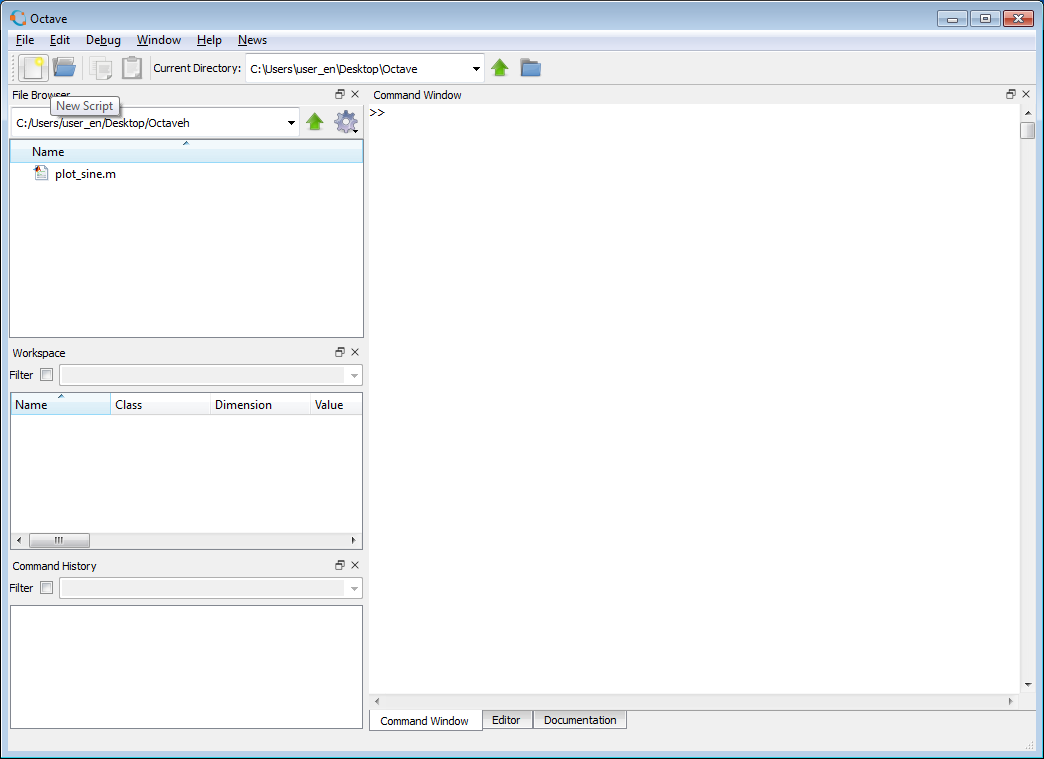 Octave
File Edit Debug Window Help News
Current Directory: C:\Users\user_en\Desktop\Octave
File Browser
New Script
C:/Users/user_en/Desktop/Octaveh
Name
plot_sine.m
Workspace
Filter
Name Class Dimension Value
Command History
Filter
Command Window
>>
Command Window Editor Documentation